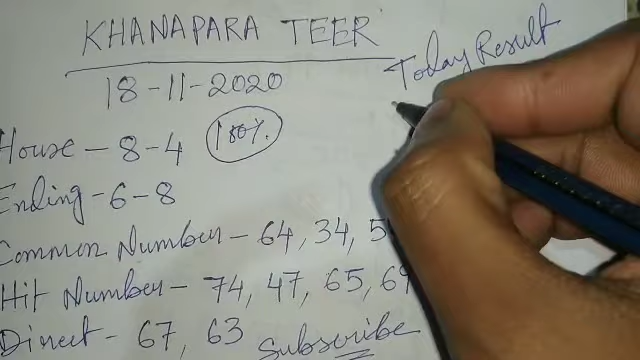 KHANAPARA TEER
Today Result
18-11-2020
House - 8-4 100%.
Ending - 6-8
Common Number - 64, 34,
Hit Number - 74, 47, 65, 69
Direct - 67, 63
Subscribe